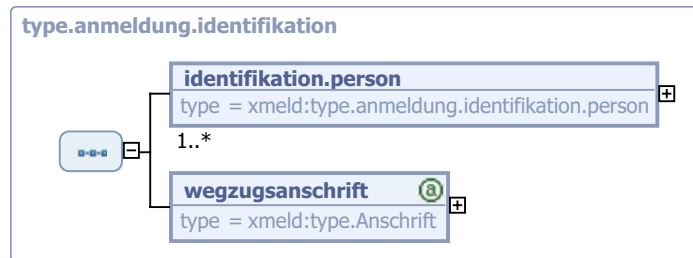 type.anmeldung.identifikation
identifikation.person
type = xmeld:type.anmeldung.identifikation.person
1..*
wegzugsanschrift a
type = xmeld:type.Anschrift